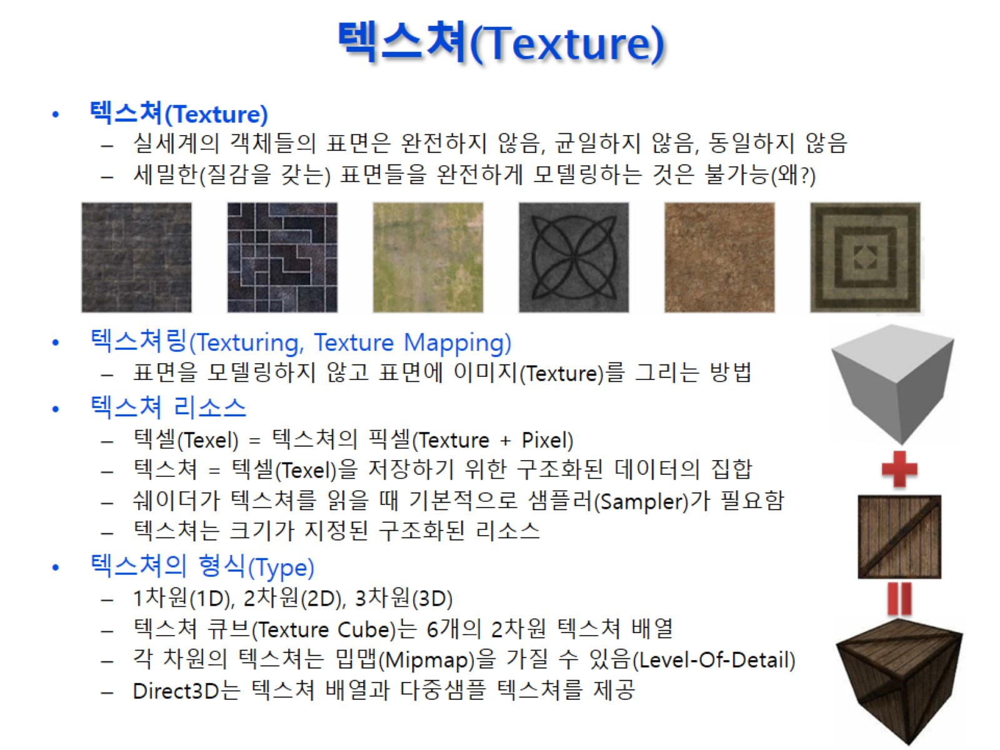 텍스쳐(Texture)
• 텍스쳐(Texture)
– 실세계의 객체들의 표면은 완전하지 않음, 균일하지 않음, 동일하지 않음
– 세밀한(질감을 갖는) 표면들을 완전하게 모델링하는 것은 불가능(왜?)
• 텍스쳐링(Texturing, Texture Mapping)
– 표면을 모델링하지 않고 표면에 이미지(Texture)를 그리는 방법
• 텍스쳐 리소스
– 텍셀(Texel) = 텍스쳐의 픽셀(Texture + Pixel)
– 텍스쳐 = 텍셀(Texel)을 저장하기 위한 구조화된 데이터의 집합
– 쉐이더가 텍스쳐를 읽을 때 기본적으로 샘플러(Sampler)가 필요함
– 텍스쳐는 크기가 지정된 구조화된 리소스
• 텍스쳐의 형식(Type)
– 1차원(1D), 2차원(2D), 3차원(3D)
– 텍스쳐 큐브(Texture Cube)는 6개의 2차원 텍스쳐 배열
– 각 차원의 텍스쳐는 밉맵(Mipmap)을 가질 수 있음(Level-Of-Detail)
– Direct3D는 텍스쳐 배열과 다중샘플 텍스쳐를 제공